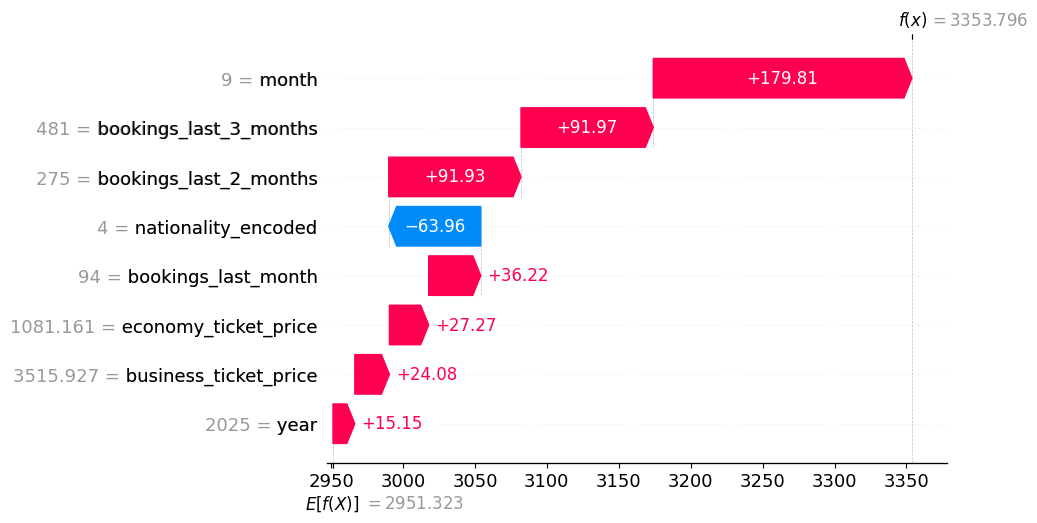 f(x) = 3353.796
9 = month
+179.81
481 = bookings_last_3_months
+91.97
275 = bookings_last_2_months
+91.93
4 = nationality_encoded
−63.96
94 = bookings_last_month
+36.22
1081.161 = economy_ticket_price
+27.27
3515.927 = business_ticket_price
+24.08
2025 = year
+15.15
2950 3000 3050 3100 3150 3200 3250 3300 3350
E[f(X)] = 2951.323